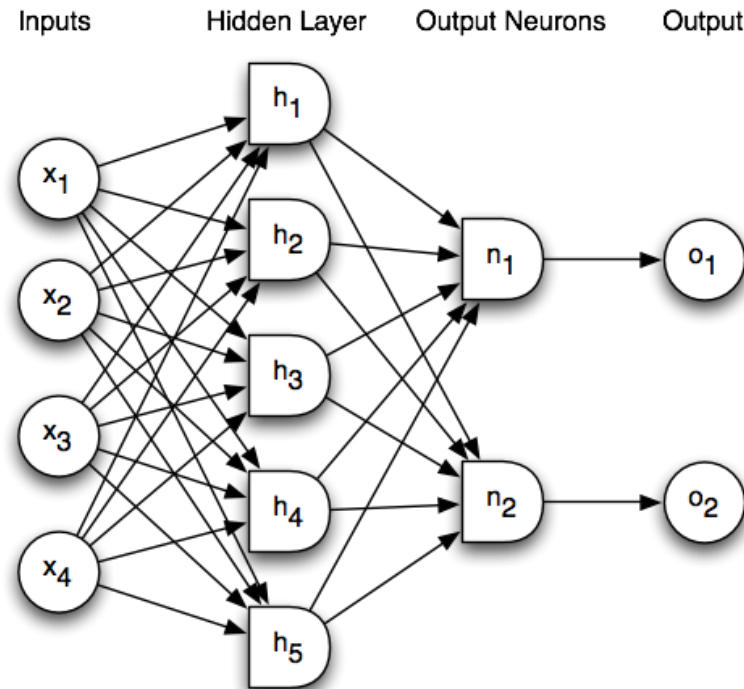 Inputs Hidden Layer Output Neurons Output
h1
x1
h2
n1
o1
x2
h3
x3
h4
n2
o2
x4
h5